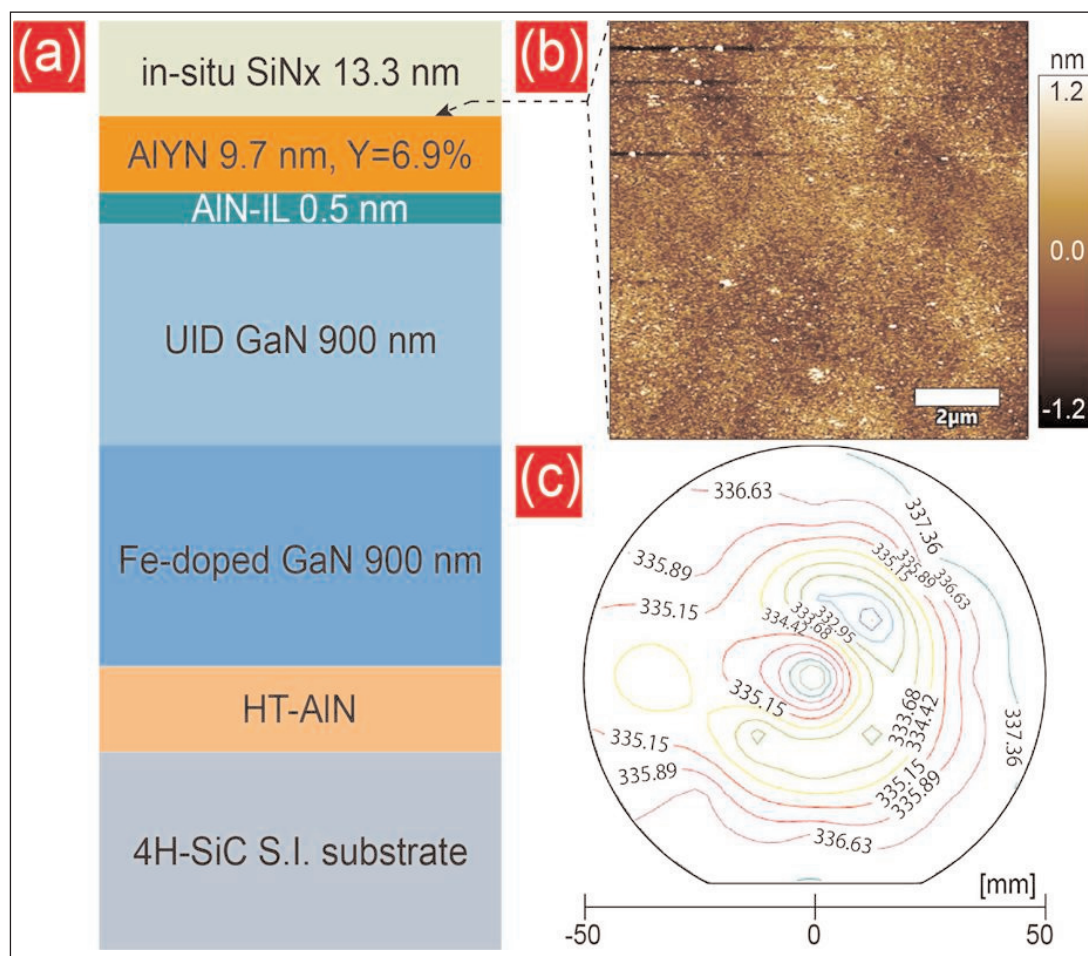 (a)
in-situ SiNx 13.3 nm
AlYN 9.7 nm, Y=6.9%
AlN-IL 0.5 nm
UID GaN 900 nm
Fe-doped GaN 900 nm
HT-AlN
4H-SiC S.I. substrate
(b)
nm
1.2
0.0
-1.2
2μm
(c)
336.63
337.36
335.89
335.15
335.89
336.63
335.15
332.95
333.68
334.42
335.15
333.68
334.42
335.15
335.89
337.36
335.15
335.89
336.63
[mm]
-50
0
50